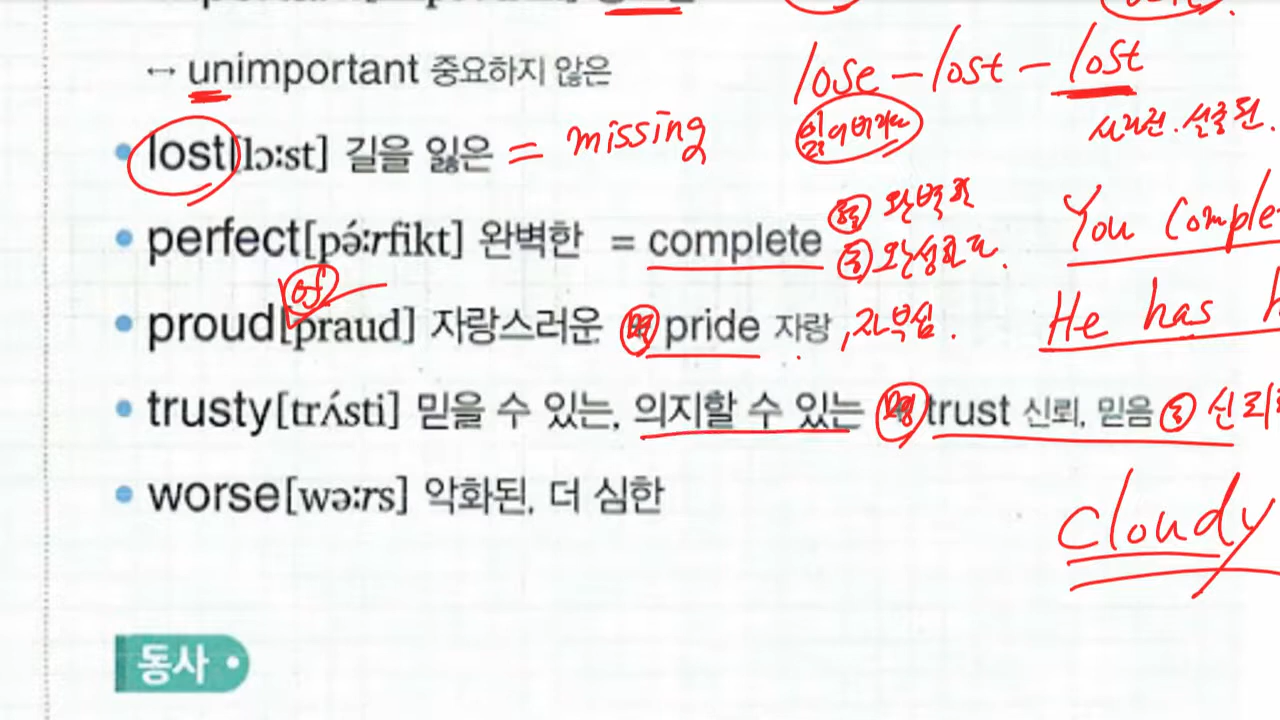 ↔ unimportant 중요하지 않은
lose – lost – lost
잃어버리다
사라진. 실종된.
lost[lɔːst] 길을 잃은 = missing
perfect[pə́ːrfikt] 완벽한 = complete 형 완벽한
동 완성하다.
You comple
of
proud[praud] 자랑스러운 명 pride 자랑, 자부심.
He has h
trusty[trʌ́sti] 믿을 수 있는, 의지할 수 있는 명 trust 신뢰, 믿음 동 신뢰
worse[wəːrs] 악화된, 더 심한
cloudy
동사